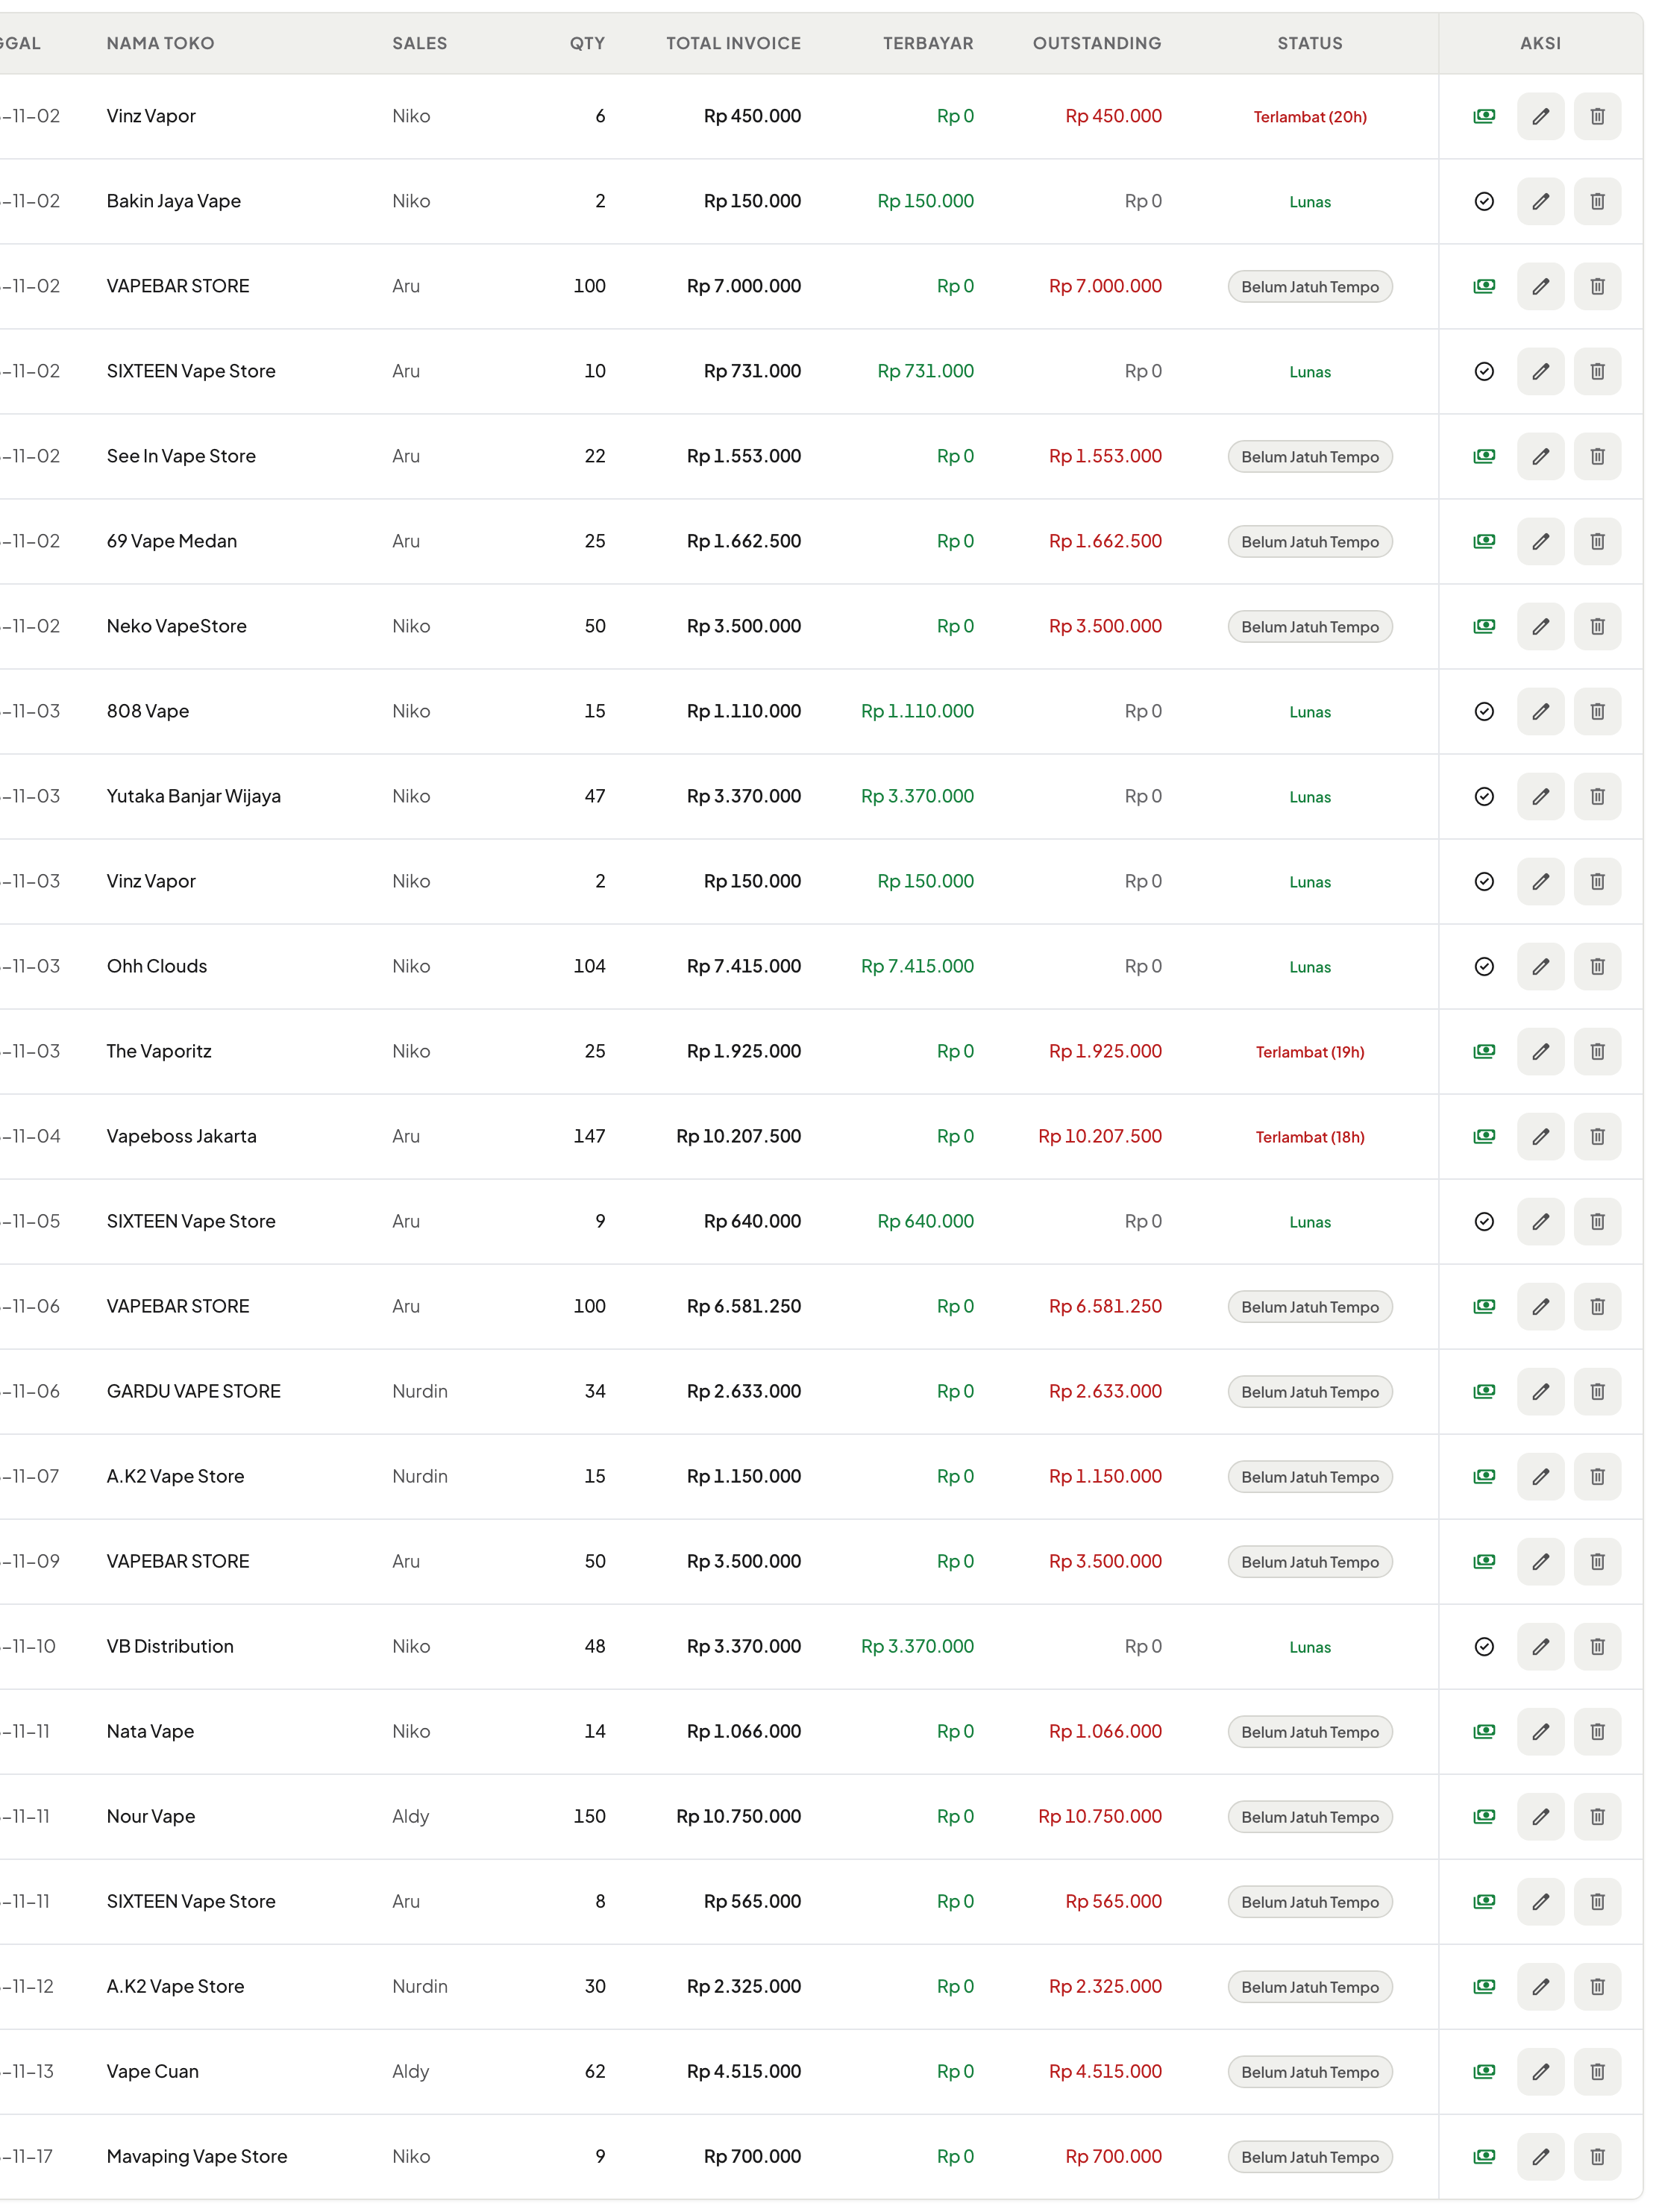 GGAL NAMA TOKO SALES QTY TOTAL INVOICE TERBAYAR OUTSTANDING STATUS AKSI
-11-02 Vinz Vapor Niko 6 Rp 450.000 Rp 0 Rp 450.000 Terlambat (20h)
-11-02 Bakin Jaya Vape Niko 2 Rp 150.000 Rp 150.000 Rp 0 Lunas
-11-02 VAPEBAR STORE Aru 100 Rp 7.000.000 Rp 0 Rp 7.000.000 Belum Jatuh Tempo
-11-02 SIXTEEN Vape Store Aru 10 Rp 731.000 Rp 731.000 Rp 0 Lunas
-11-02 See In Vape Store Aru 22 Rp 1.553.000 Rp 0 Rp 1.553.000 Belum Jatuh Tempo
-11-02 69 Vape Medan Aru 25 Rp 1.662.500 Rp 0 Rp 1.662.500 Belum Jatuh Tempo
-11-02 Neko VapeStore Niko 50 Rp 3.500.000 Rp 0 Rp 3.500.000 Belum Jatuh Tempo
-11-03 808 Vape Niko 15 Rp 1.110.000 Rp 1.110.000 Rp 0 Lunas
-11-03 Yutaka Banjar Wijaya Niko 47 Rp 3.370.000 Rp 3.370.000 Rp 0 Lunas
-11-03 Vinz Vapor Niko 2 Rp 150.000 Rp 150.000 Rp 0 Lunas
-11-03 Ohh Clouds Niko 104 Rp 7.415.000 Rp 7.415.000 Rp 0 Lunas
-11-03 The Vaporitz Niko 25 Rp 1.925.000 Rp 0 Rp 1.925.000 Terlambat (19h)
-11-04 Vapeboss Jakarta Aru 147 Rp 10.207.500 Rp 0 Rp 10.207.500 Terlambat (18h)
-11-05 SIXTEEN Vape Store Aru 9 Rp 640.000 Rp 640.000 Rp 0 Lunas
-11-06 VAPEBAR STORE Aru 100 Rp 6.581.250 Rp 0 Rp 6.581.250 Belum Jatuh Tempo
-11-06 GARDU VAPE STORE Nurdin 34 Rp 2.633.000 Rp 0 Rp 2.633.000 Belum Jatuh Tempo
-11-07 A.K2 Vape Store Nurdin 15 Rp 1.150.000 Rp 0 Rp 1.150.000 Belum Jatuh Tempo
-11-09 VAPEBAR STORE Aru 50 Rp 3.500.000 Rp 0 Rp 3.500.000 Belum Jatuh Tempo
-11-10 VB Distribution Niko 48 Rp 3.370.000 Rp 3.370.000 Rp 0 Lunas
-11-11 Nata Vape Niko 14 Rp 1.066.000 Rp 0 Rp 1.066.000 Belum Jatuh Tempo
-11-11 Nour Vape Aldy 150 Rp 10.750.000 Rp 0 Rp 10.750.000 Belum Jatuh Tempo
-11-11 SIXTEEN Vape Store Aru 8 Rp 565.000 Rp 0 Rp 565.000 Belum Jatuh Tempo
-11-12 A.K2 Vape Store Nurdin 30 Rp 2.325.000 Rp 0 Rp 2.325.000 Belum Jatuh Tempo
-11-13 Vape Cuan Aldy 62 Rp 4.515.000 Rp 0 Rp 4.515.000 Belum Jatuh Tempo
-11-17 Mavaping Vape Store Niko 9 Rp 700.000 Rp 0 Rp 700.000 Belum Jatuh Tempo